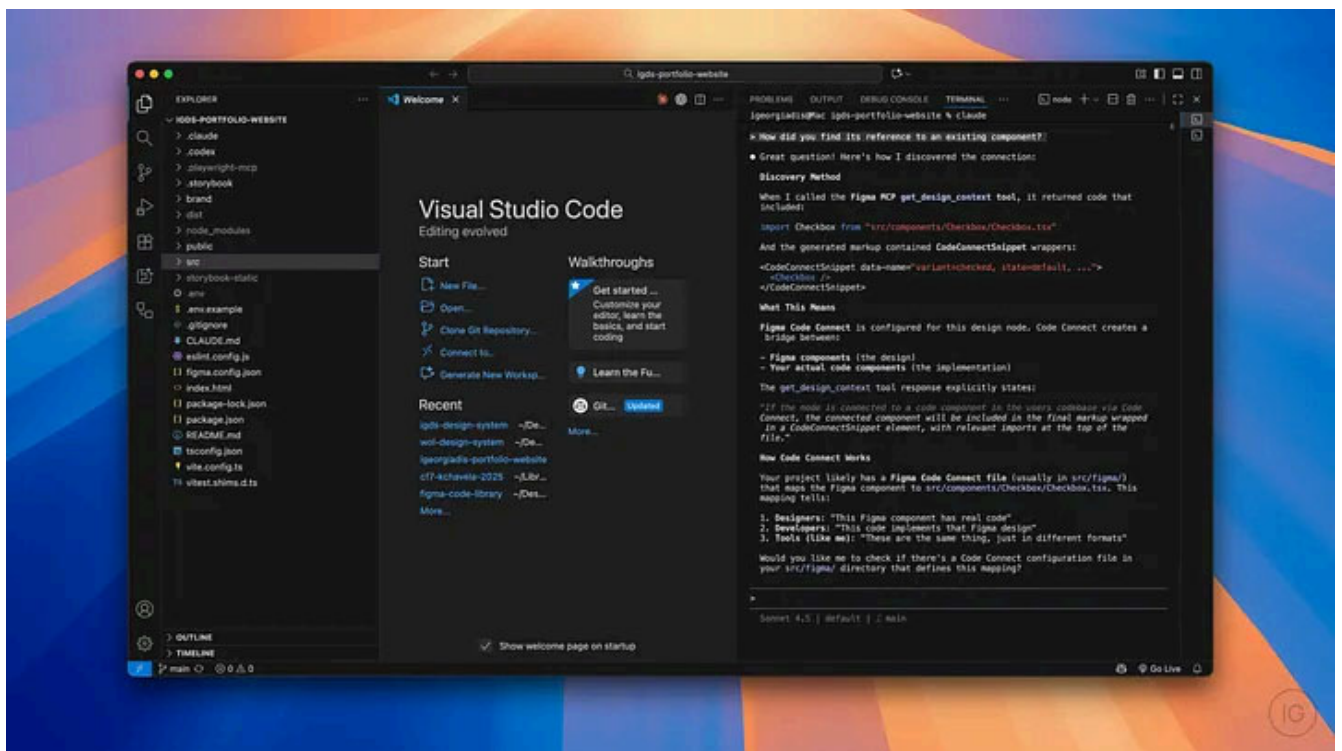 igds-portfolio-website
EXPLORER
IGDS-PORTFOLIO-WEBSITE
.claude
.codex
.playwright-mcp
.storybook
brand
dist
node_modules
public
src
storybook-static
.env
.env.example
.gitignore
CLAUDE.md
eslint.config.js
figma.config.json
index.html
package-lock.json
package.json
README.md
tsconfig.json
vite.config.ts
vitest.shims.d.ts
OUTLINE
TIMELINE
Welcome
Visual Studio Code
Editing evolved
Start
New File...
Open...
Clone Git Repository...
Connect to...
Generate New Worksp...
Recent
igds-design-system ~/De...
wol-design-system ~/De...
igeorgiadis-portfolio-website
cf7-kchavela-2025 ~/Libr...
figma-code-library ~/Des...
More...
Walkthroughs
Get started ...
Customize your
editor, learn the
basics, and start
coding
Learn the Fu...
Git... Updated
More...
Show welcome page on startup
PROBLEMS OUTPUT DEBUG CONSOLE TERMINAL ... node
igeorgiadis@Mac igds-portfolio-website % claude
> How did you find its reference to an existing component?
Great question! Here's how I discovered the connection:
Discovery Method
When I called the Figma MCP get_design_context tool, it returned code that
included:
import Checkbox from "src/components/Checkbox/Checkbox.tsx"
And the generated markup contained CodeConnectSnippet wrappers:
<CodeConnectSnippet data-name="variant=checked, state=default, ...">
<Checkbox />
</CodeConnectSnippet>
What This Means
Figma Code Connect is configured for this design node. Code Connect creates a
bridge between:
- Figma components (the design)
- Your actual code components (the implementation)
The get_design_context tool response explicitly states:
"If the node is connected to a code component in the users codebase via Code
Connect, the connected component will be included in the final markup wrapped
in a CodeConnectSnippet element, with relevant imports at the top of the
file."
How Code Connect Works
Your project likely has a Figma Code Connect file (usually in src/figma/)
that maps the Figma component to src/components/Checkbox/Checkbox.tsx. This
mapping tells:
1. Designers: "This Figma component has real code"
2. Developers: "This code implements that Figma design"
3. Tools (like me): "These are the same thing, just in different formats"
Would you like me to check if there's a Code Connect configuration file in
your src/figma/ directory that defines this mapping?
>
Sonnet 4.5 | default | main
main 0 0
Go Live
IG